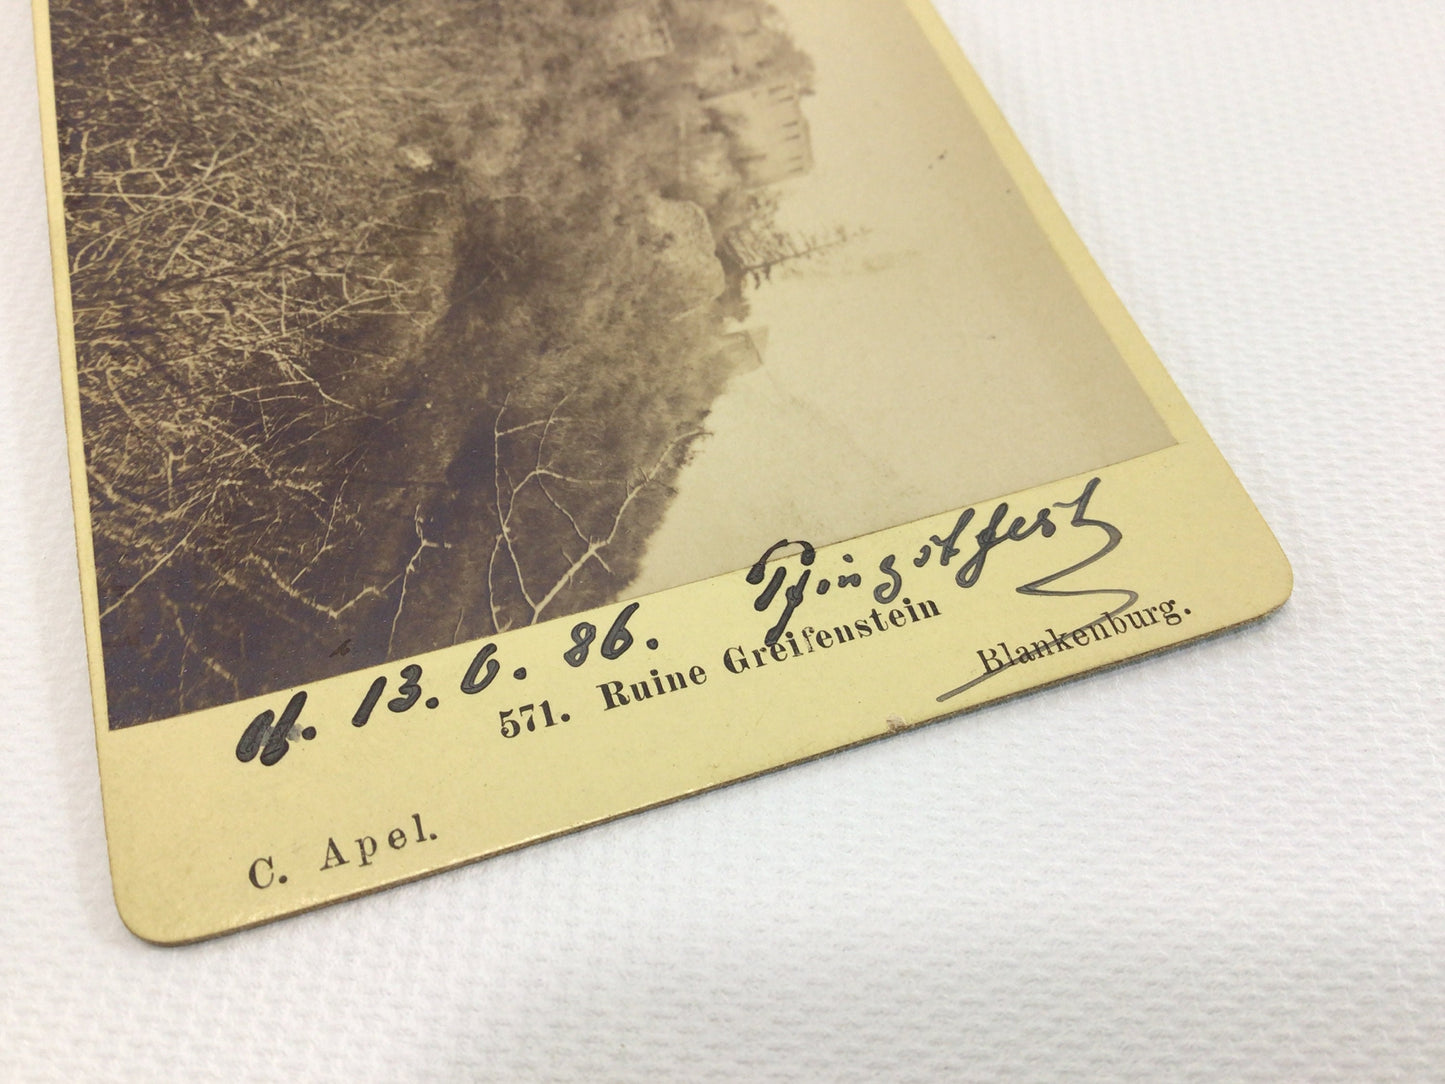 d. 13. 6. 86. Pfingstfest
571. Ruine Greifenstein
Blankenburg.
C. Apel.